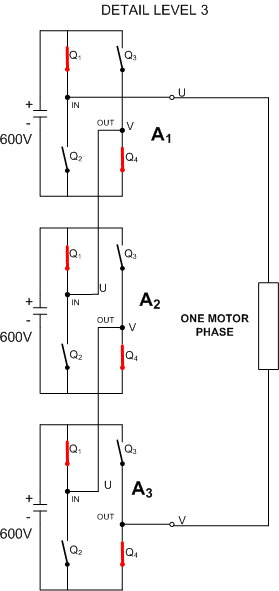 DETAIL LEVEL 3
Q1 Q3
+
IN U
600V
-
OUT V A1
Q2 Q4
Q1 Q3
+
U
IN A2
600V
-
OUT V
ONE MOTOR
PHASE
Q2 Q4
Q1 Q3
+
U A3
IN
600V
-
OUT V
Q2 Q4